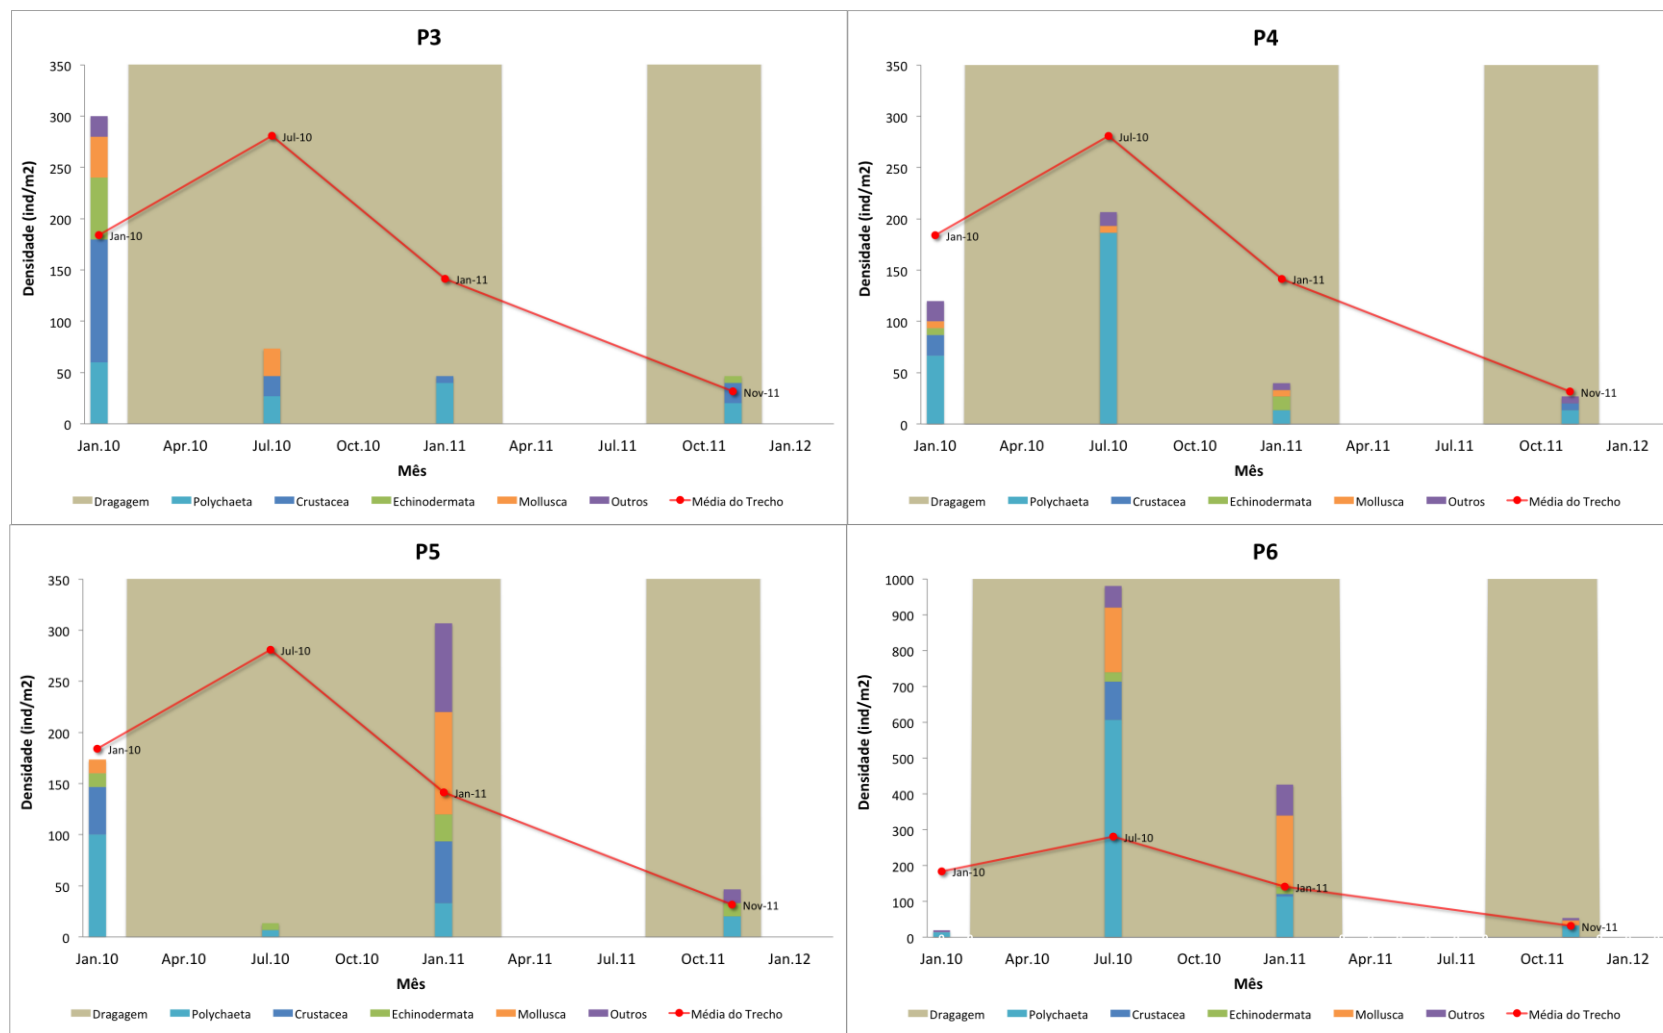 P3
Densidade (ind/m2)
350
300
250
200
150
100
50
0
Jan-10
Jul-10
Jan-11
Nov-11
Jan.10 Apr.10 Jul.10 Oct.10 Jan.11 Apr.11 Jul.11 Oct.11 Jan.12
Mês
Dragagem Polychaeta Crustacea Echinodermata Mollusca Outros Média do Trecho
P4
Densidade (ind/m2)
350
300
250
200
150
100
50
0
Jan-10
Jul-10
Jan-11
Nov-11
Jan.10 Apr.10 Jul.10 Oct.10 Jan.11 Apr.11 Jul.11 Oct.11 Jan.12
Mês
Dragagem Polychaeta Crustacea Echinodermata Mollusca Outros Média do Trecho
P5
Densidade (ind/m2)
350
300
250
200
150
100
50
0
Jan-10
Jul-10
Jan-11
Nov-11
Jan.10 Apr.10 Jul.10 Oct.10 Jan.11 Apr.11 Jul.11 Oct.11 Jan.12
Mês
Dragagem Polychaeta Crustacea Echinodermata Mollusca Outros Média do Trecho
P6
Densidade (ind/m2)
1000
900
800
700
600
500
400
300
200
100
0
Jan-10
Jul-10
Jan-11
Nov-11
Jan.10 Apr.10 Jul.10 Oct.10 Jan.11 Apr.11 Jul.11 Oct.11 Jan.12
Mês
Dragagem Polychaeta Crustacea Echinodermata Mollusca Outros Média do Trecho